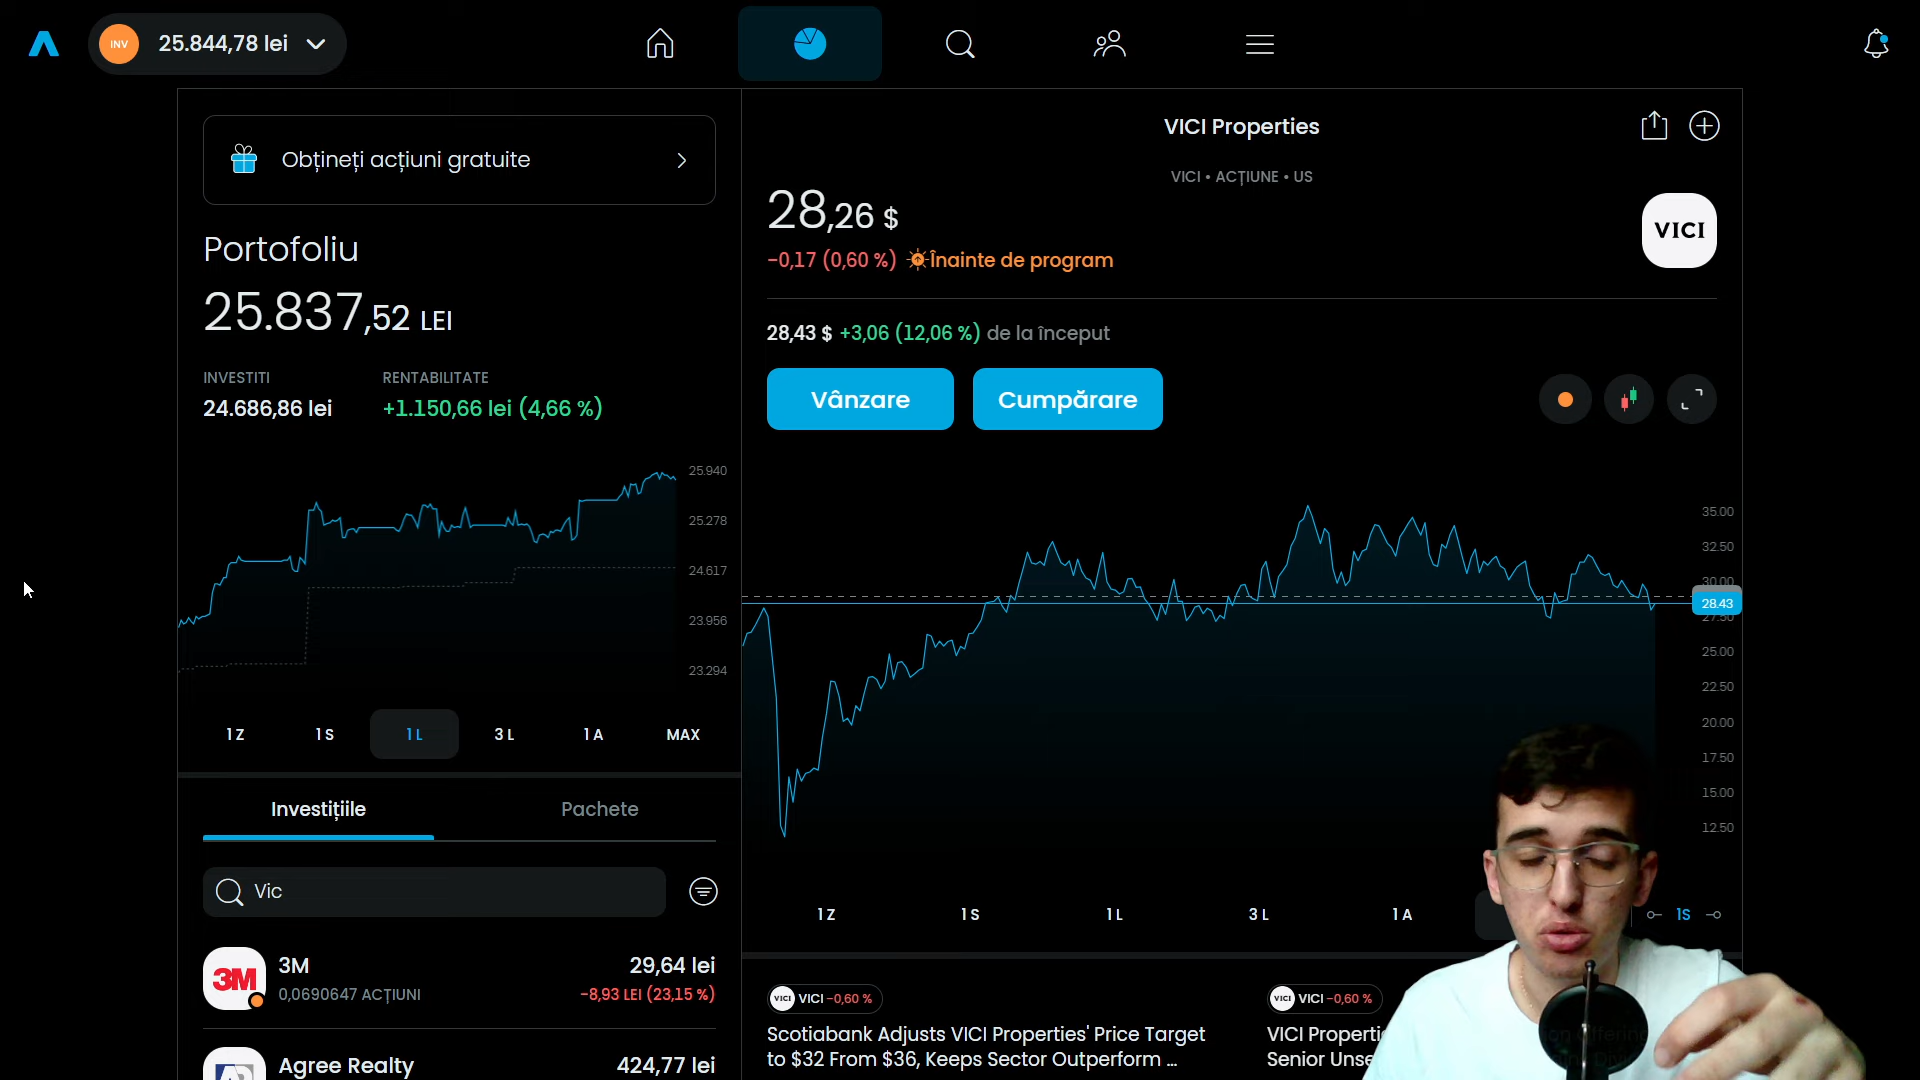 INV 25.844,78 lei
Obțineți acțiuni gratuite
Portofoliu
25.837,52 LEI
INVESTITI
RENTABILITATE
24.686,86 lei
+1.150,66 lei (4,66 %)
25.940
25.278
24.617
23.956
23.294
1 Z
1 S
1 L
3 L
1 A
MAX
Investițiile
Pachete
Vic
3M
3M
29,64 lei
0,0690647 ACȚIUNI
-8,93 LEI (23,15 %)
Agree Realty
424,77 lei
VICI Properties
VICI • ACȚIUNE • US
28,26 $
VICI
−0,17 (0,60 %) Înainte de program
28,43 $ +3,06 (12,06 %) de la început
Vânzare
Cumpărare
35.00
32.50
30.00
28.43
27.50
25.00
22.50
20.00
17.50
15.00
12.50
1 Z
1 S
1 L
3 L
1 A
1S
VICI VICI −0,60 %
Scotiabank Adjusts VICI Properties' Price Target
to $32 From $36, Keeps Sector Outperform ...
VICI VICI −0,60 %
VICI
Senior